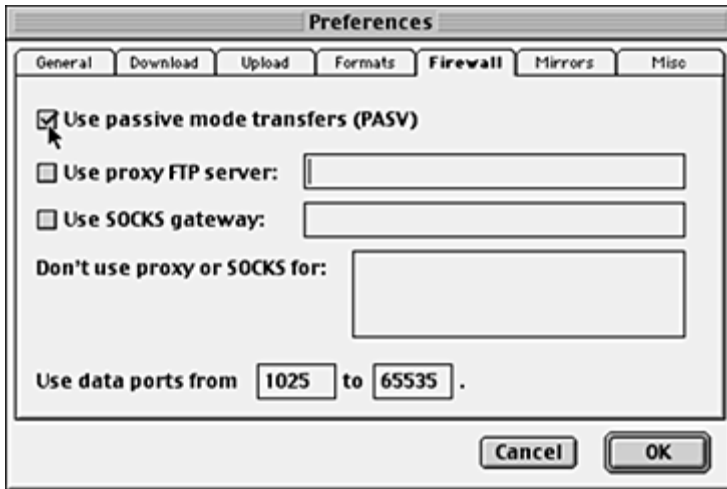 Preferences
General Download Upload Formats Firewall Mirrors Misc
Use passive mode transfers (PASV)
Use proxy FTP server:
Use SOCKS gateway:
Don't use proxy or SOCKS for:
Use data ports from 1025 to 65535 .
Cancel OK